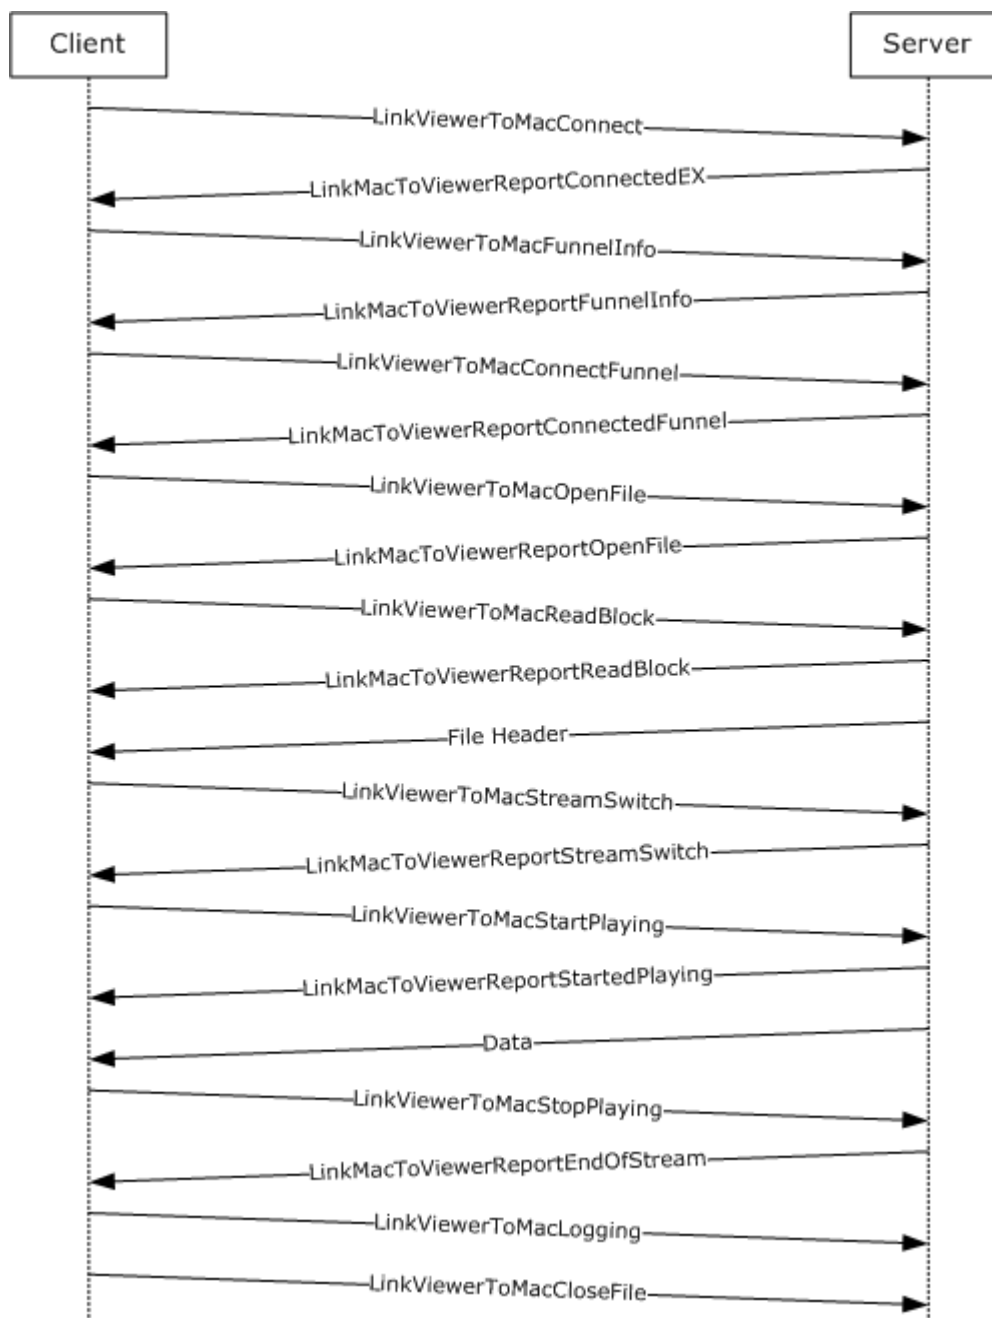 Client
Server
LinkViewerToMacConnect
LinkMacToViewerReportConnectedEX
LinkViewerToMacFunnelInfo
LinkMacToViewerReportFunnelInfo
LinkViewerToMacConnectFunnel
LinkMacToViewerReportConnectedFunnel
LinkViewerToMacOpenFile
LinkMacToViewerReportOpenFile
LinkViewerToMacReadBlock
LinkMacToViewerReportReadBlock
File Header
LinkViewerToMacStreamSwitch
LinkMacToViewerReportStreamSwitch
LinkViewerToMacStartPlaying
LinkMacToViewerReportStartedPlaying
Data
LinkViewerToMacStopPlaying
LinkMacToViewerReportEndOfStream
LinkViewerToMacLogging
LinkViewerToMacCloseFile